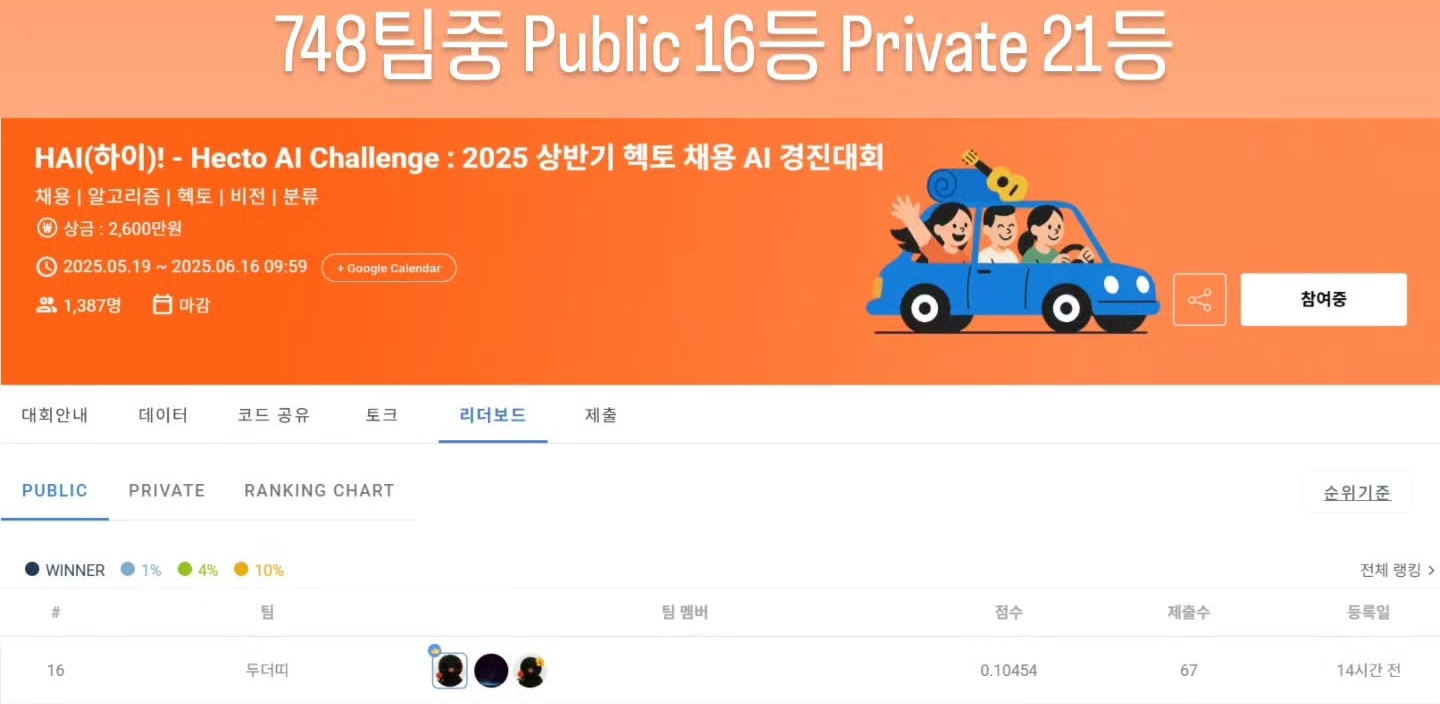 748팀중 Public 16등 Private 21등
HAI(하이)! - Hecto AI Challenge : 2025 상반기 헥토 채용 AI 경진대회
채용 | 알고리즘 | 헥토 | 비전 | 분류
₩ 상금 : 2,600만원
2025.05.19 ~ 2025.06.16 09:59 + Google Calendar
1,387명 마감
참여중
대회안내 데이터 코드 공유 토크 리더보드 제출
PUBLIC PRIVATE RANKING CHART
순위기준
WINNER 1% 4% 10%
전체 랭킹 >
# 팀 팀 멤버 점수 제출수 등록일
16 두더띠 0.10454 67 14시간 전